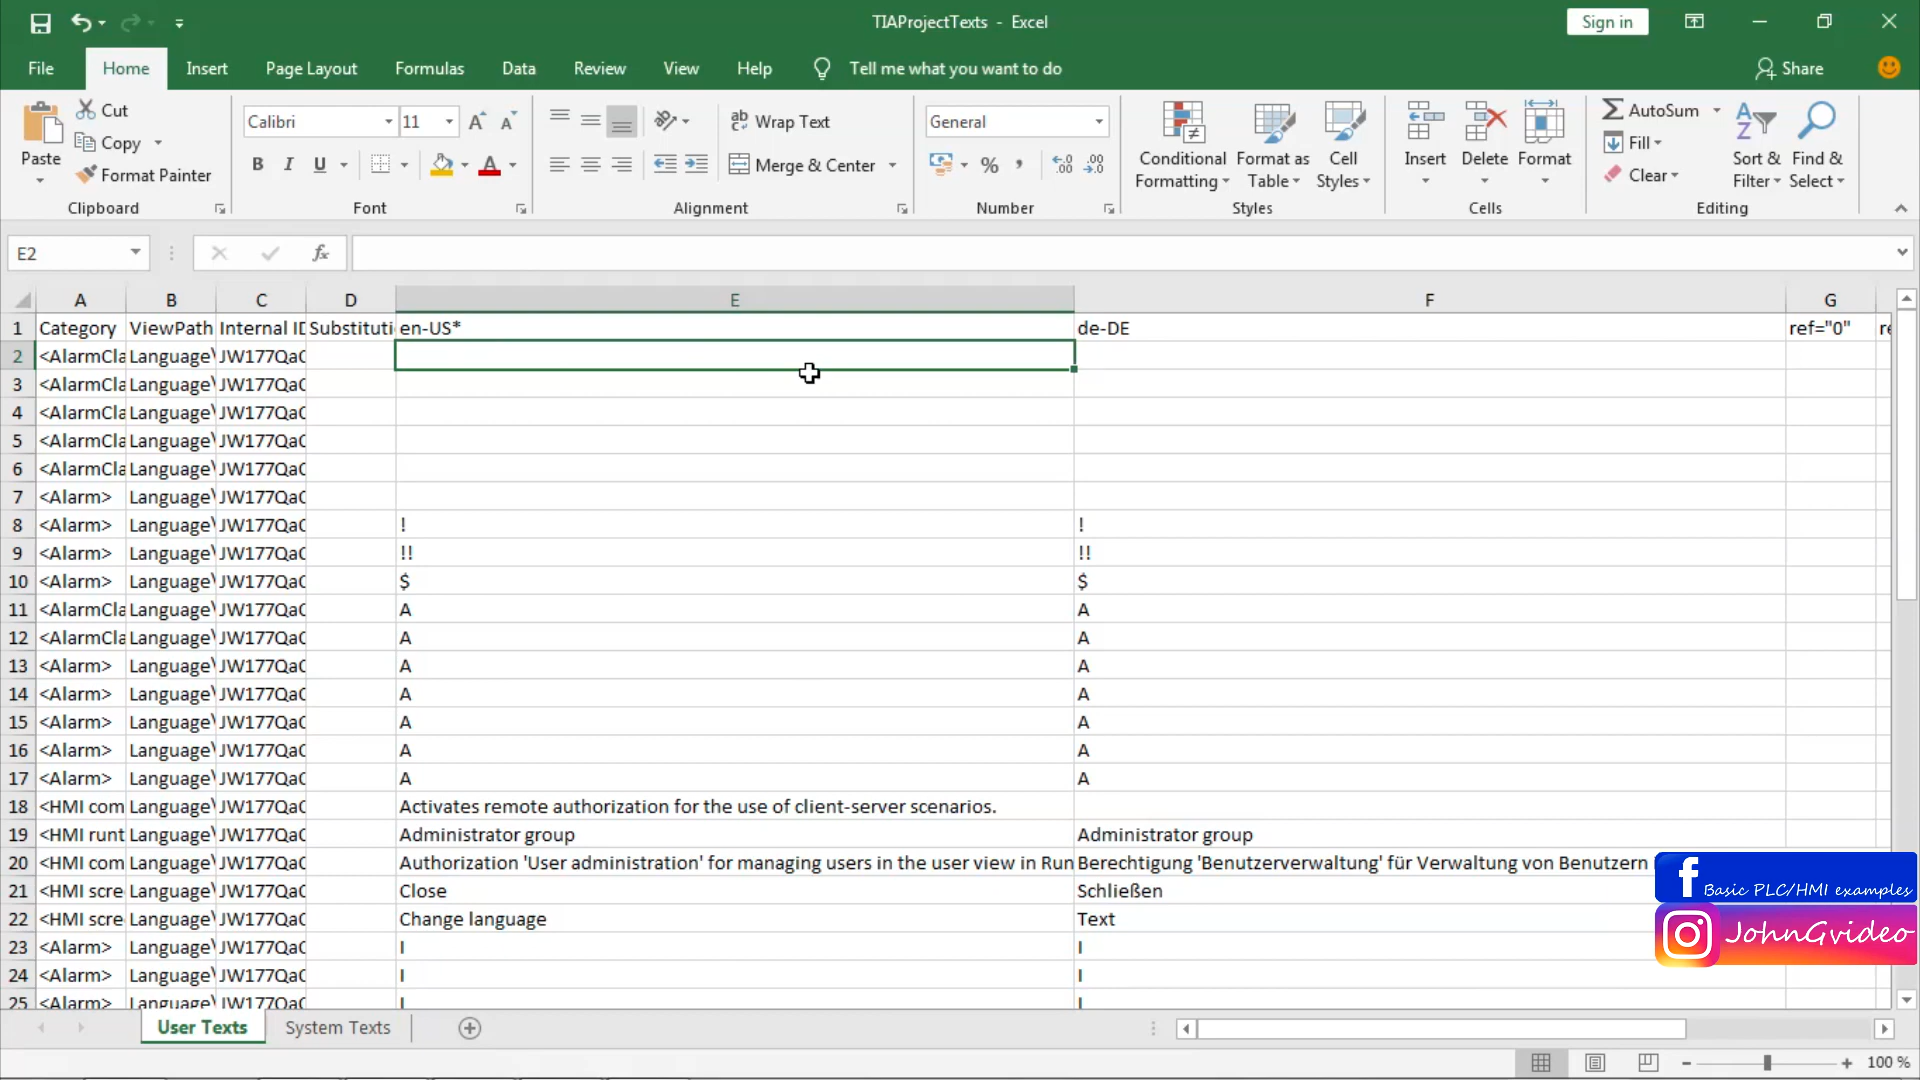 TIAProjectTexts - Excel
Sign in
File Home Insert Page Layout Formulas Data Review View Help Tell me what you want to do Share
Paste
Cut
Copy
Format Painter
Clipboard
Calibri 11
B I U A
Font
ab Wrap Text
Merge & Center
Alignment
General
% , .00
Number
Conditional Formatting
Format as Table
Cell Styles
Styles
Insert Delete Format
Cells
AutoSum
Fill
Clear
Sort & Filter
Find & Select
Editing
E2 fx
A B C D E F G
1 Category ViewPath Internal ID Substituti en-US* de-DE ref="0" re
2 <AlarmCla Language\ JW177QaC
3 <AlarmCla Language\ JW177QaC
4 <AlarmCla Language\ JW177QaC
5 <AlarmCla Language\ JW177QaC
6 <AlarmCla Language\ JW177QaC
7 <Alarm> Language\ JW177QaC
8 <Alarm> Language\ JW177QaC ! !
9 <Alarm> Language\ JW177QaC !! !!
10 <Alarm> Language\ JW177QaC $ $
11 <AlarmCla Language\ JW177QaC A A
12 <AlarmCla Language\ JW177QaC A A
13 <Alarm> Language\ JW177QaC A A
14 <Alarm> Language\ JW177QaC A A
15 <Alarm> Language\ JW177QaC A A
16 <Alarm> Language\ JW177QaC A A
17 <Alarm> Language\ JW177QaC A A
18 <HMI com Language\ JW177QaC Activates remote authorization for the use of client-server scenarios.
19 <HMI runt Language\ JW177QaC Administrator group Administrator group
20 <HMI com Language\ JW177QaC Authorization 'User administration' for managing users in the user view in Run Berechtigung 'Benutzerverwaltung' für Verwaltung von Benutzern
21 <HMI scre Language\ JW177QaC Close Schließen
22 <HMI scre Language\ JW177QaC Change language Text
23 <Alarm> Language\ JW177QaC I I
24 <Alarm> Language\ JW177QaC I I
25 <Alarm> Language\ JW177QaC I I
f Basic PLC/HMI examples
JohnGvideo
User Texts System Texts
100 %